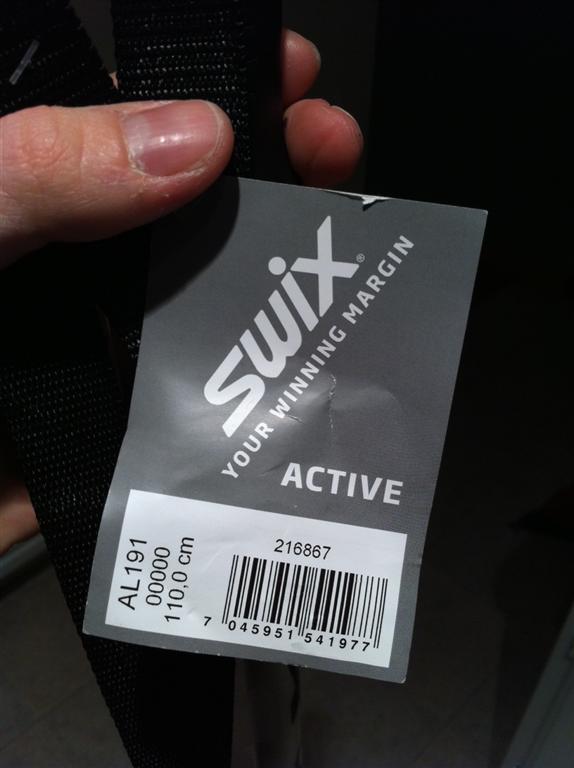 swix®
YOUR WINNING MARGIN
ACTIVE
AL191
00000
110,0 cm
216867
7 045951 541977